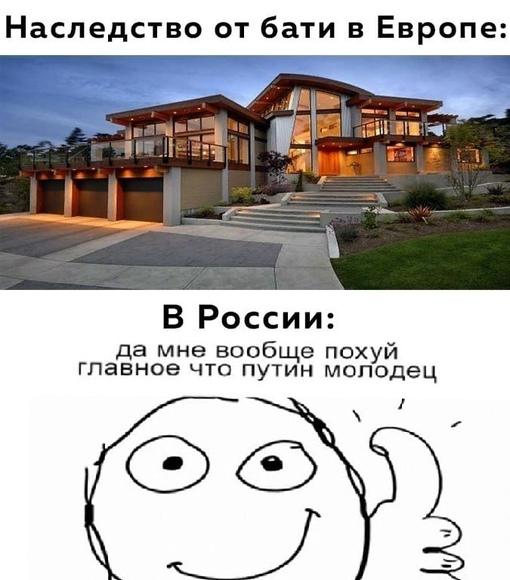 Наследство от бати в Европе:
В России:
да мне вообще похуй
главное что путин молодец